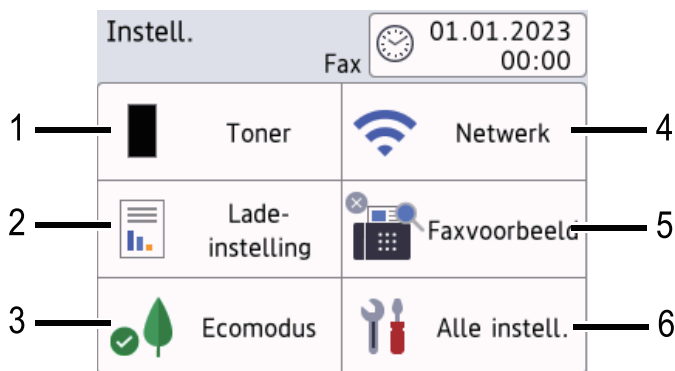 Instell.
01.01.2023
Fax
00:00
1
Toner
Netwerk
4
2
Lade-
instelling
Faxvoorbeeld
5
3
Ecomodus
Alle instell.
6